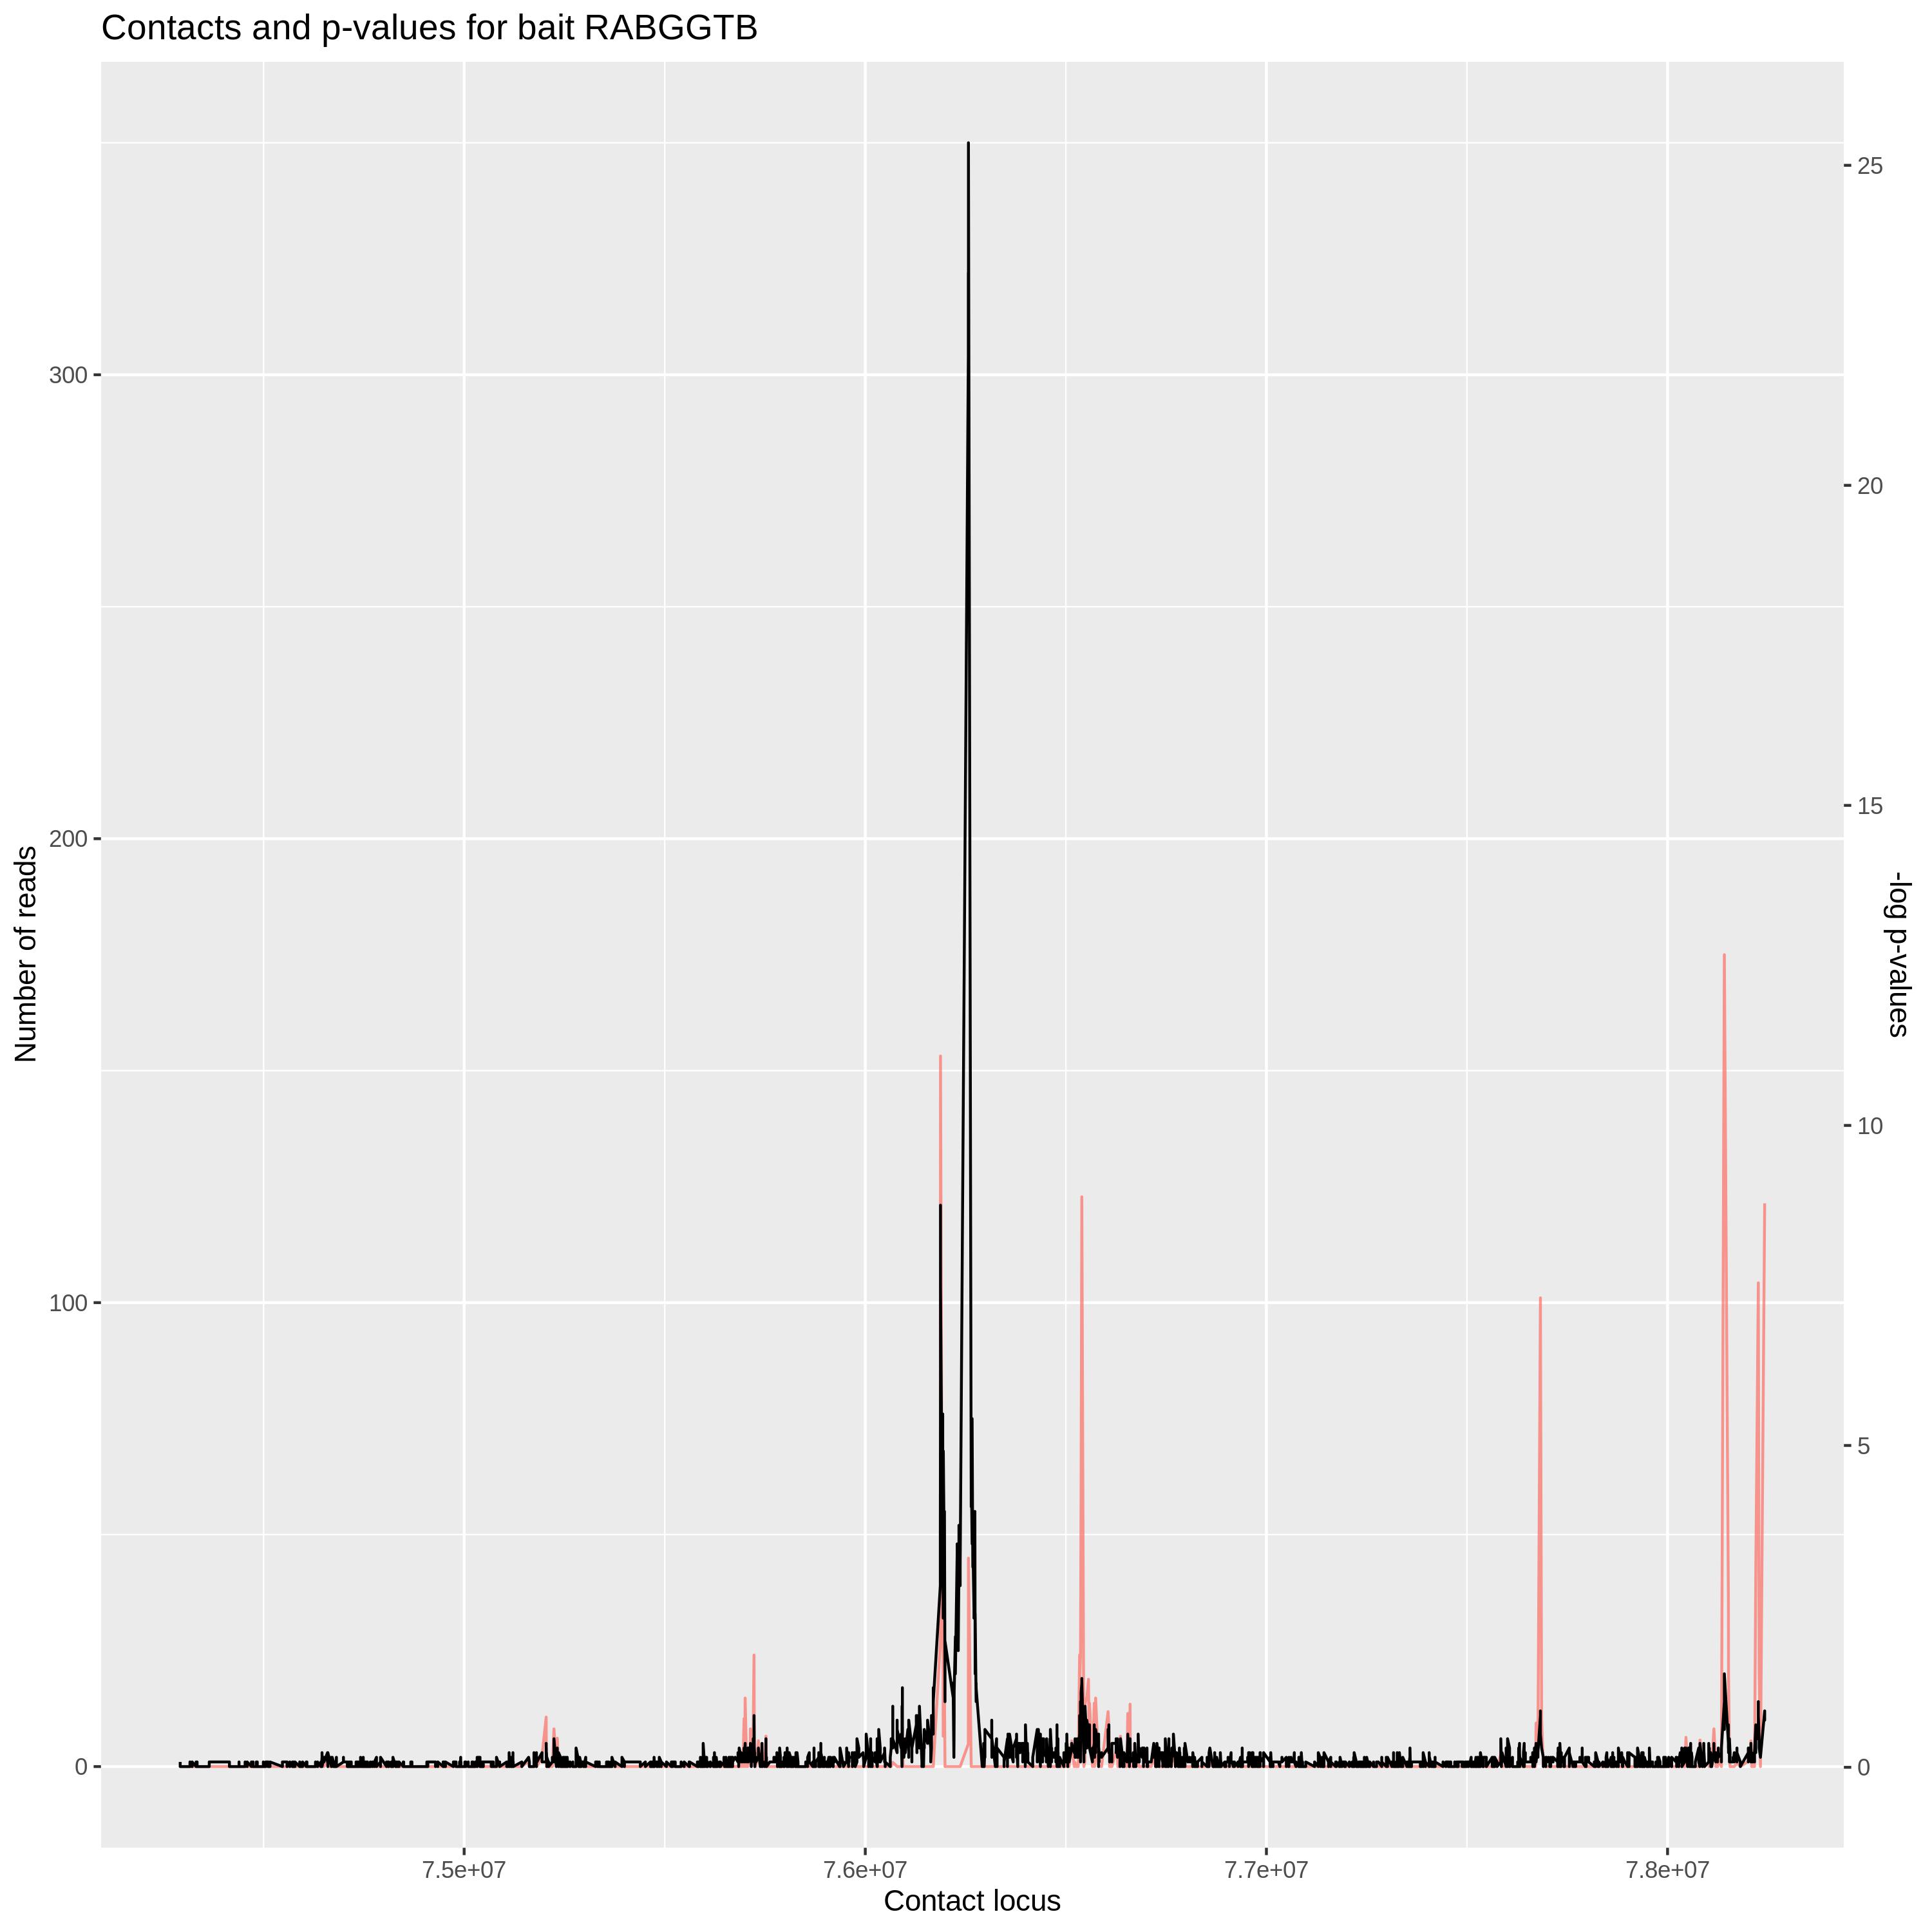 Contacts and p-values for bait RABGGTB
Number of reads
300
200
100
0
25
20
15
10
5
0
-log p-values
7.5e+07
7.6e+07
7.7e+07
7.8e+07
Contact locus